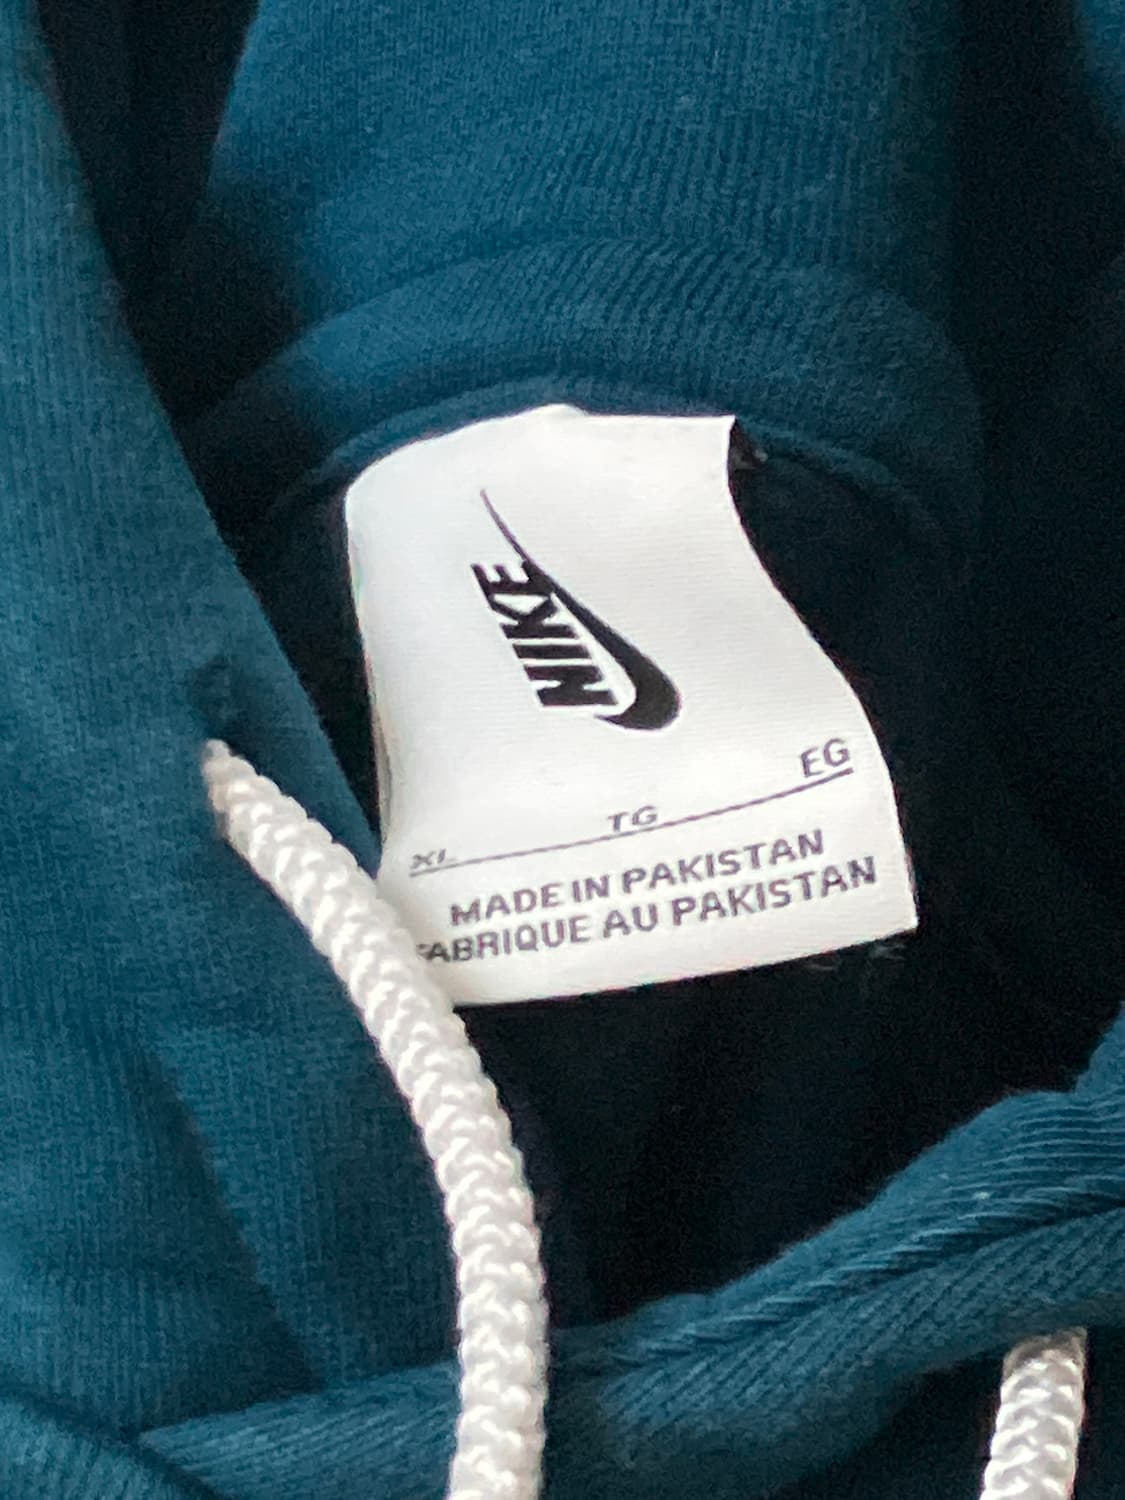 NIKE
XL TG EG
MADE IN PAKISTAN
FABRIQUE AU PAKISTAN